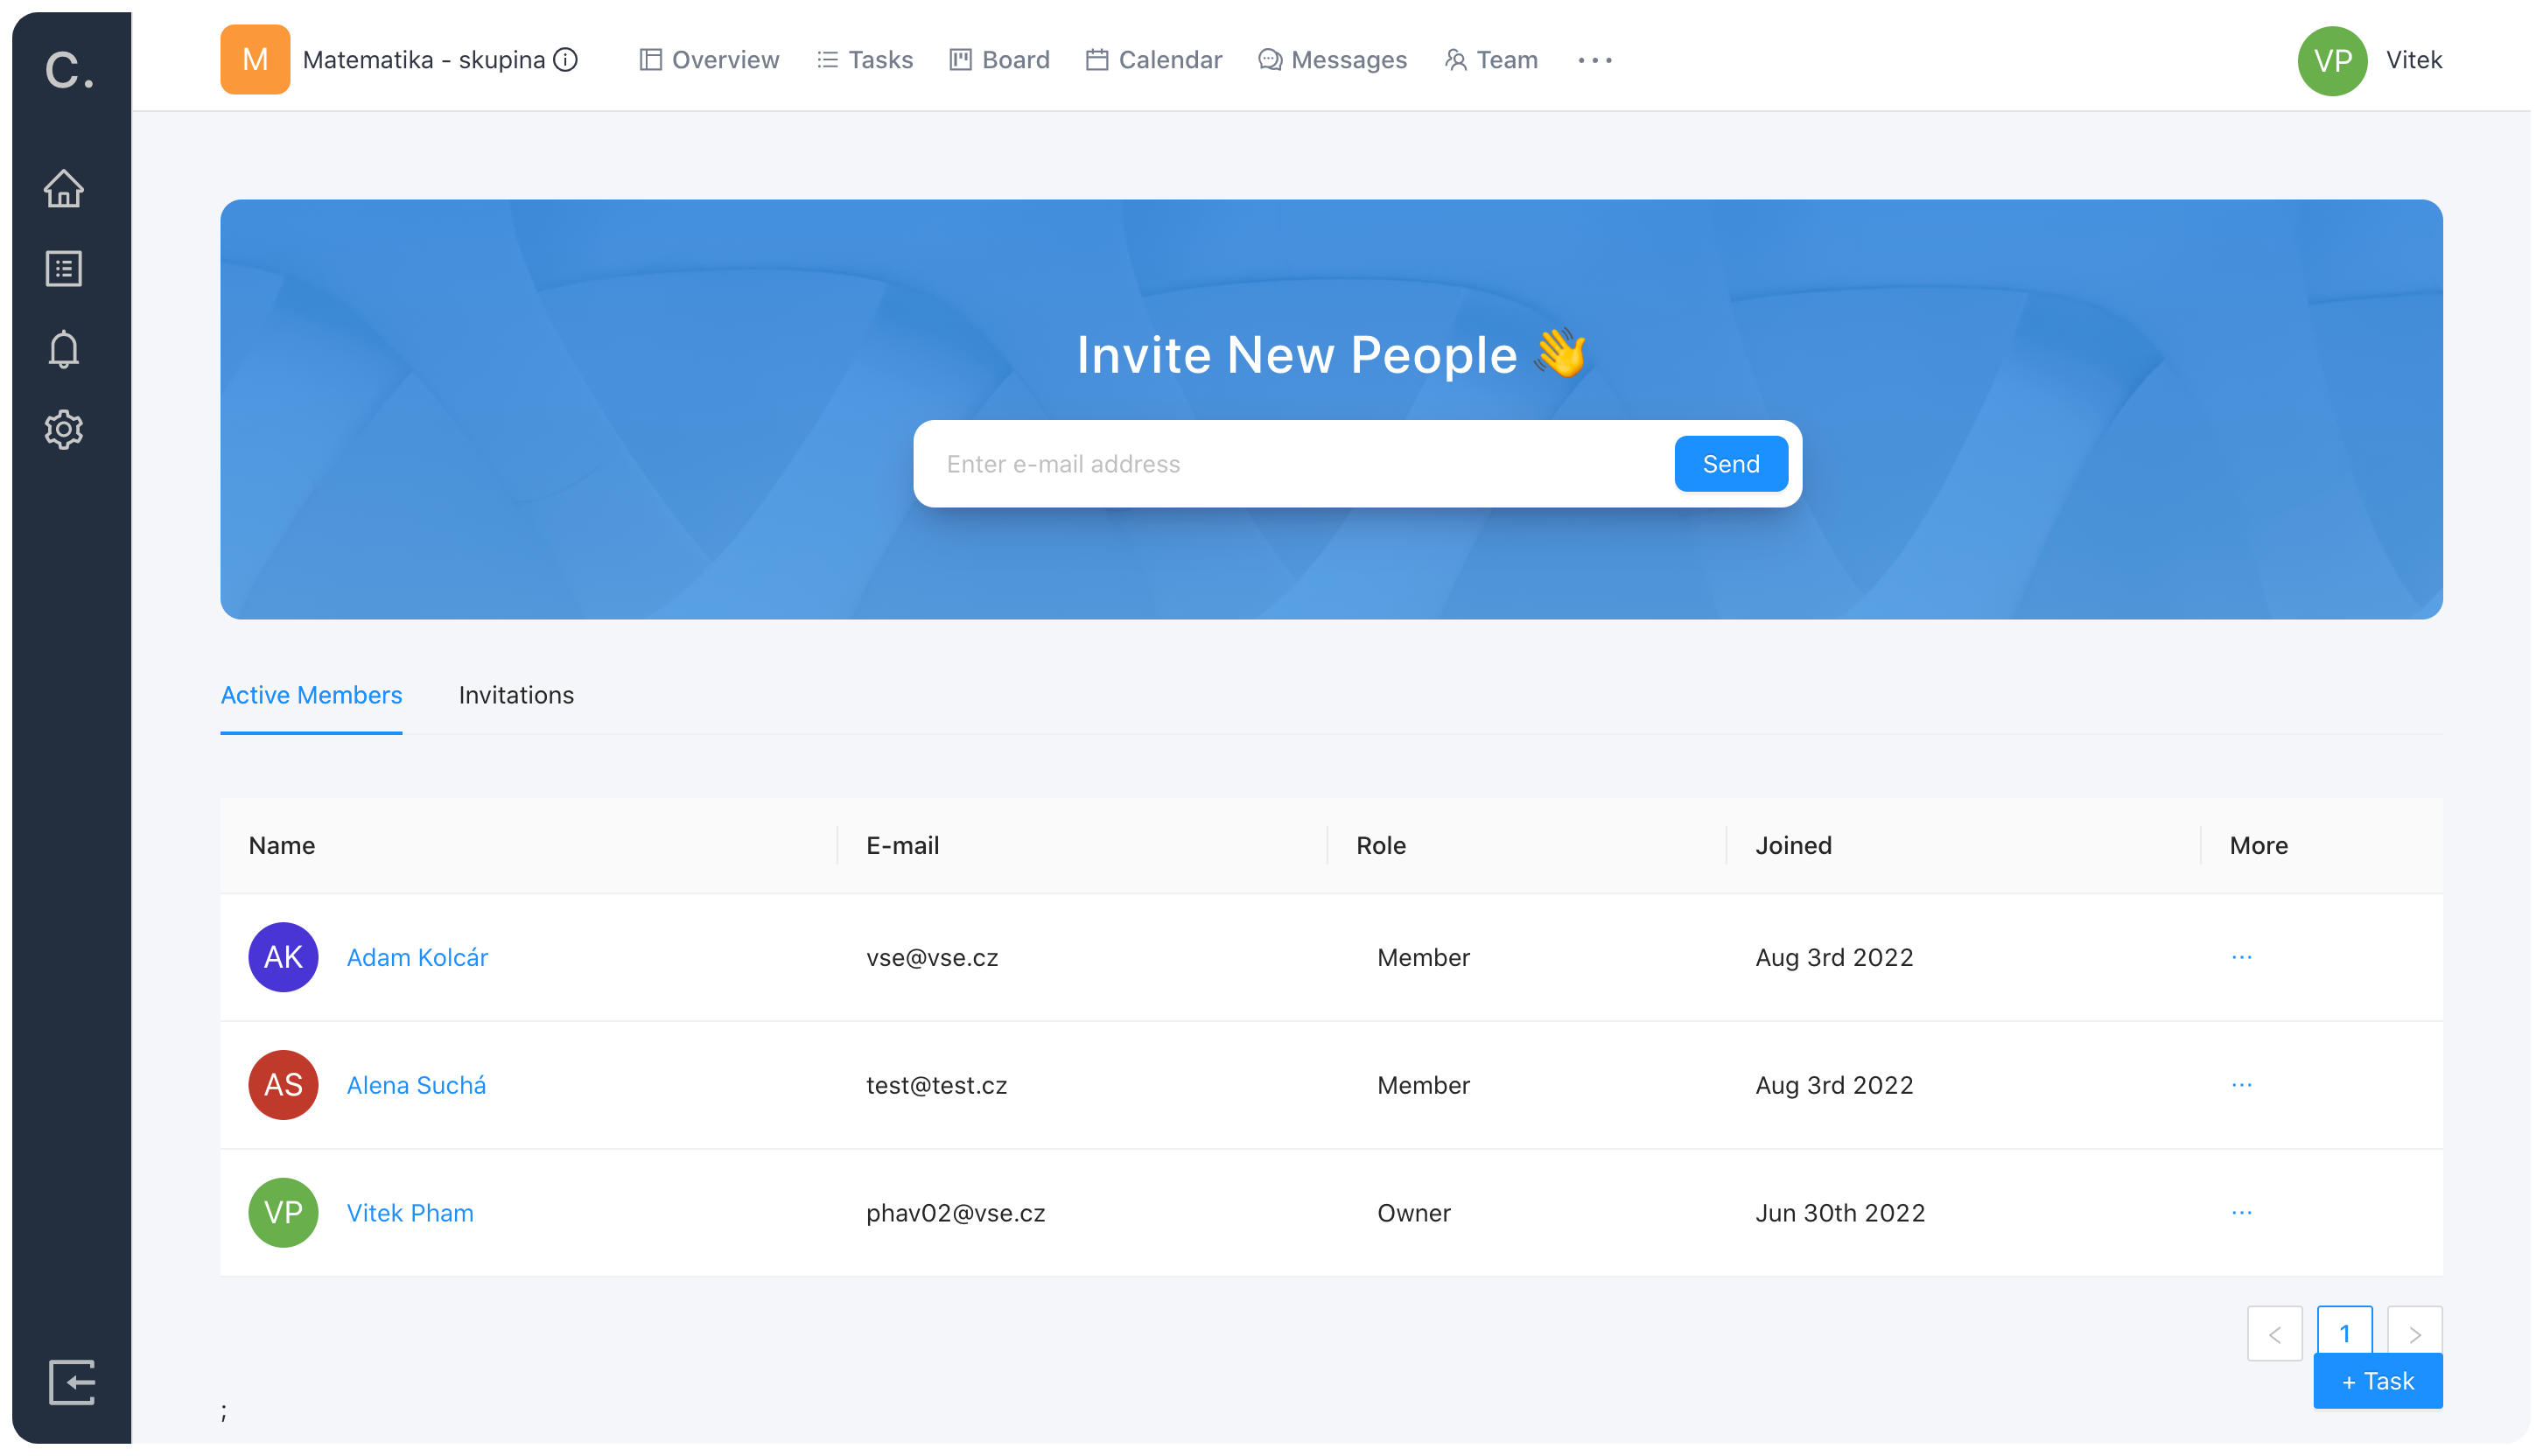 C.
M Matematika - skupina Overview Tasks Board Calendar Messages Team ··· VP Vitek
Invite New People 👋
Enter e-mail address Send
Active Members Invitations
Name E-mail Role Joined More
AK Adam Kolcár vse@vse.cz Member Aug 3rd 2022 ···
AS Alena Suchá test@test.cz Member Aug 3rd 2022 ···
VP Vitek Pham phav02@vse.cz Owner Jun 30th 2022 ···
< 1 >
+ Task
;